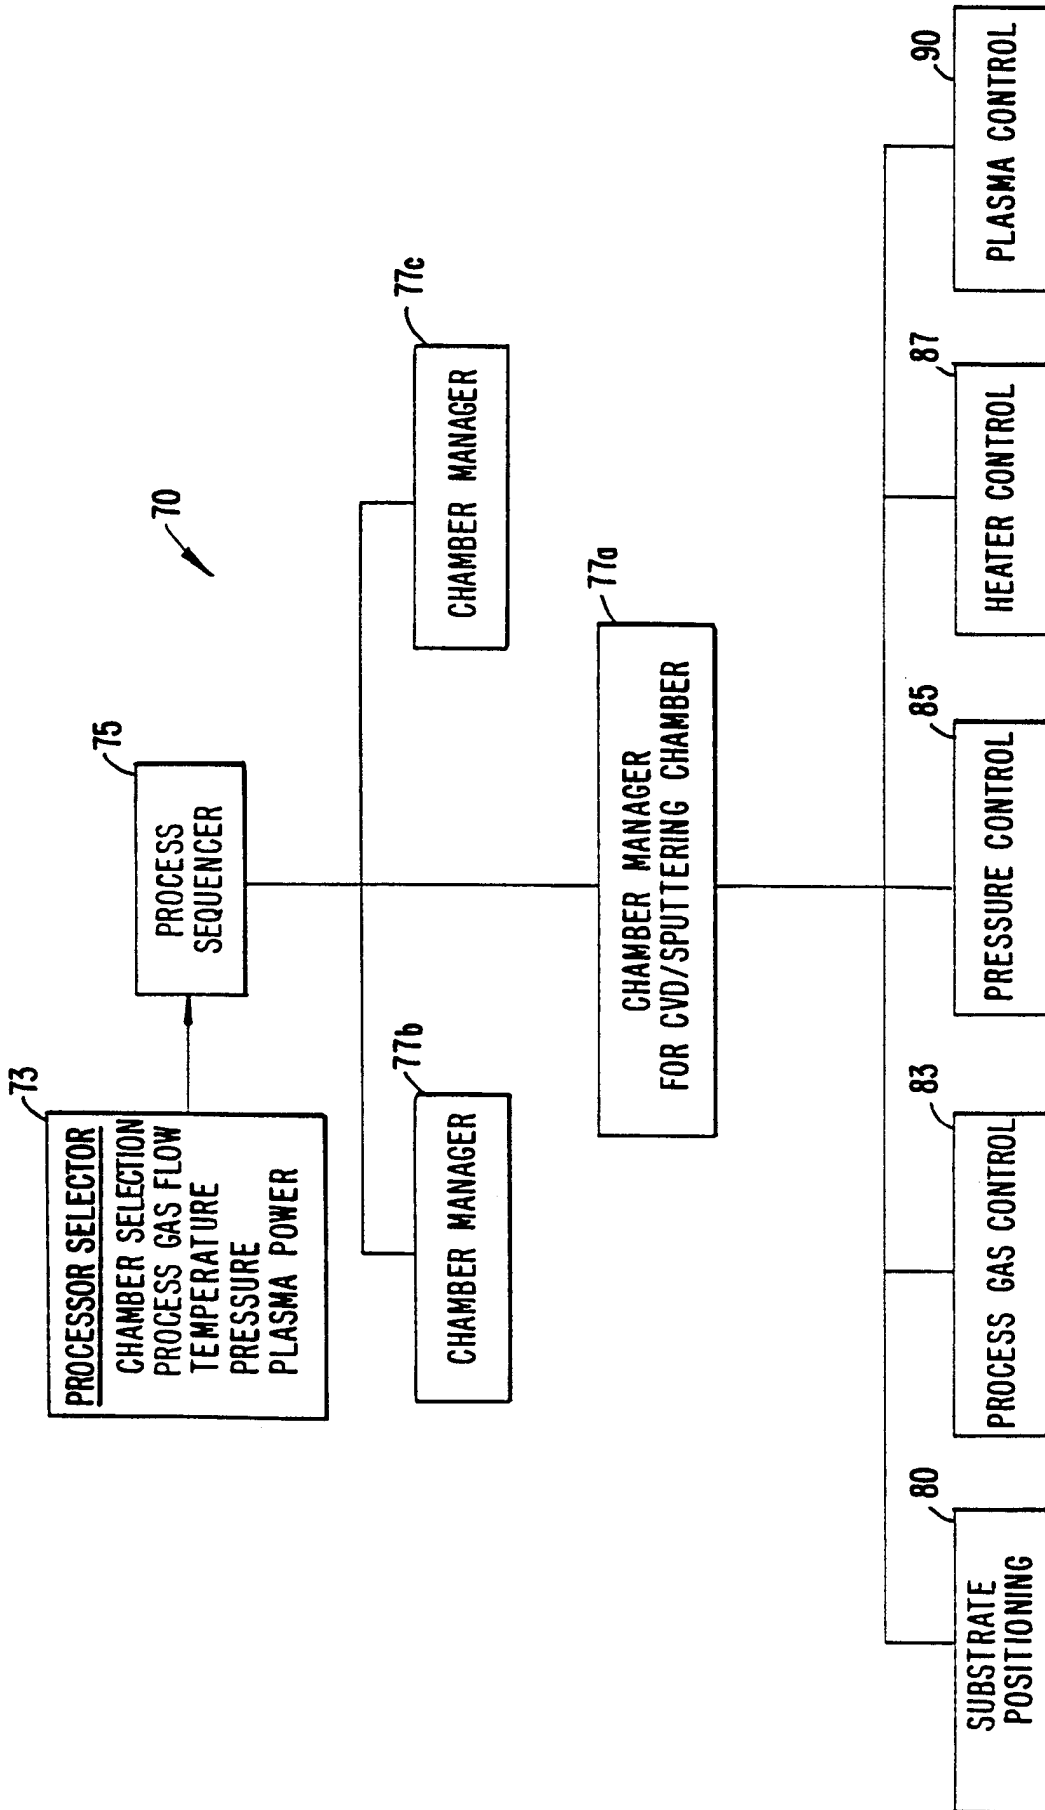 70
73
PROCESSOR SELECTOR
CHAMBER SELECTION
PROCESS GAS FLOW
TEMPERATURE
PRESSURE
PLASMA POWER
75
PROCESS
SEQUENCER
77b
CHAMBER MANAGER
77c
CHAMBER MANAGER
77a
CHAMBER MANAGER
FOR CVD/SPUTTERING CHAMBER
80
SUBSTRATE
POSITIONING
83
PROCESS GAS CONTROL
85
PRESSURE CONTROL
87
HEATER CONTROL
90
PLASMA CONTROL